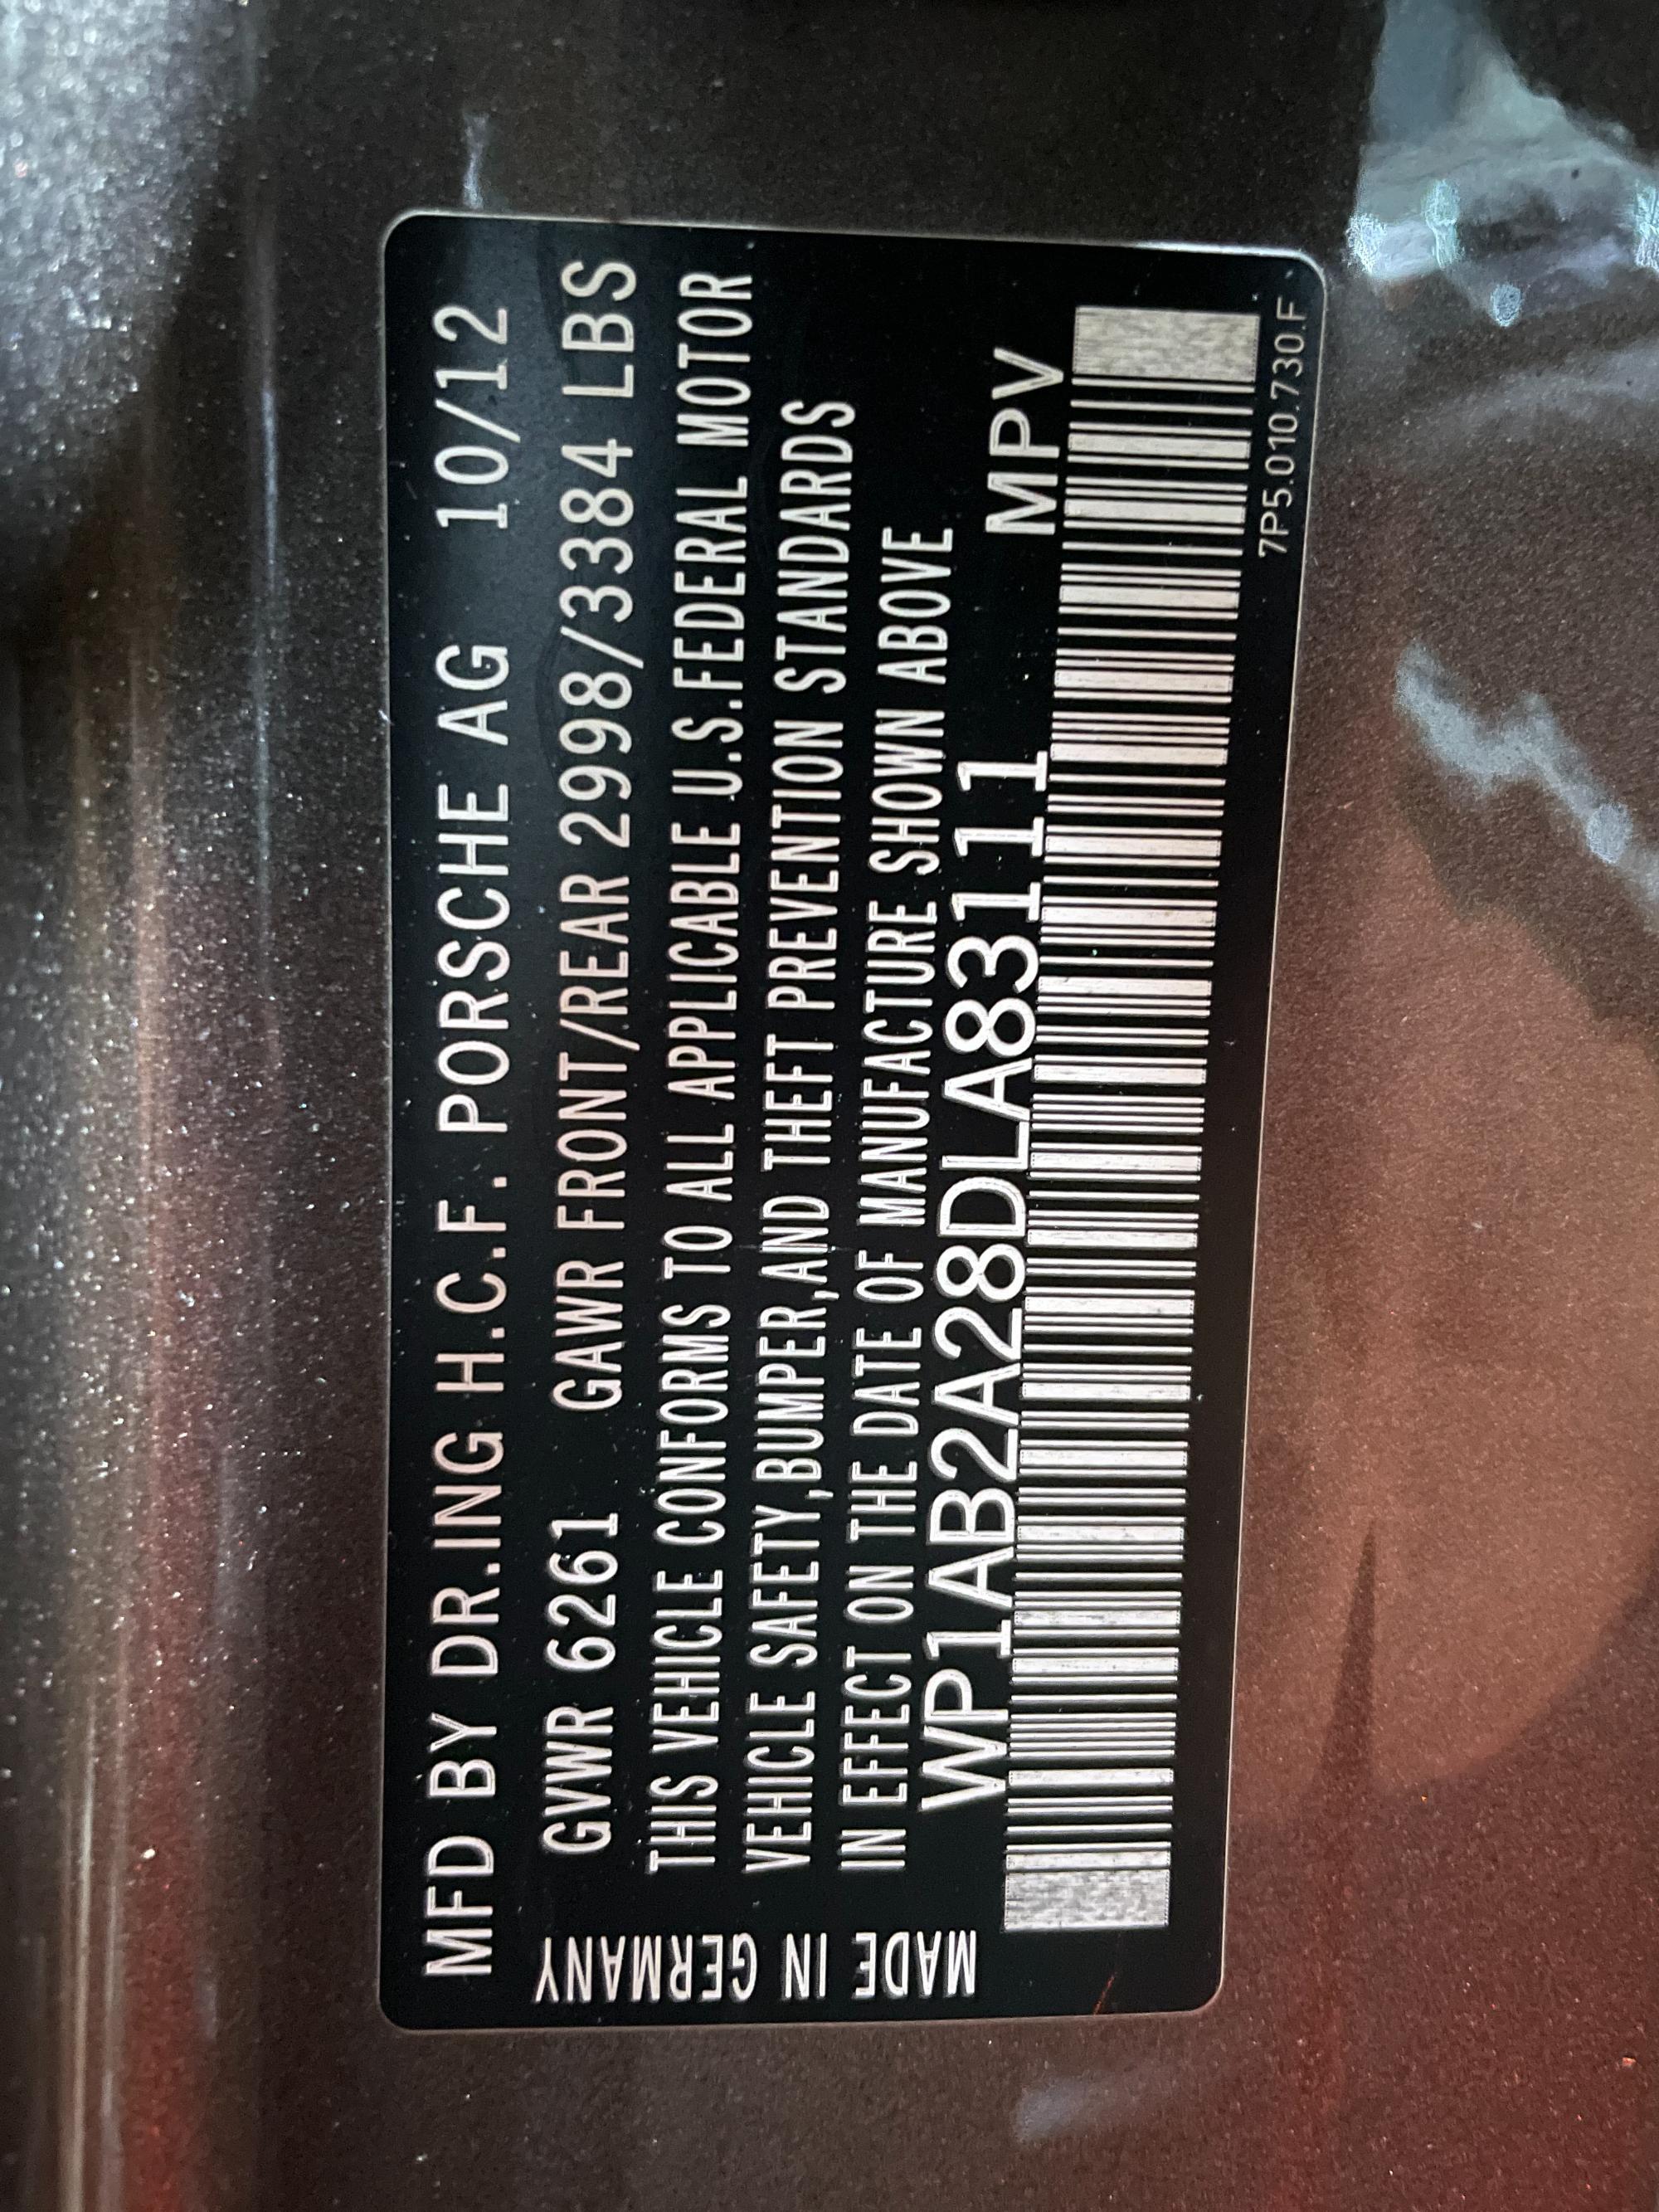 MFD BY DR.ING H.C.F. PORSCHE AG 10/12
GVWR 6261 GAWR FRONT/REAR 2998/3384 LBS
THIS VEHICLE CONFORMS TO ALL APPLICABLE U.S.FEDERAL MOTOR
VEHICLE SAFETY,BUMPER,AND THEFT PREVENTION STANDARDS
IN EFFECT ON THE DATE OF MANUFACTURE SHOWN ABOVE
WP1AB2A28DLA83111 MPV
7P5.010.730.F
MADE IN GERMANY